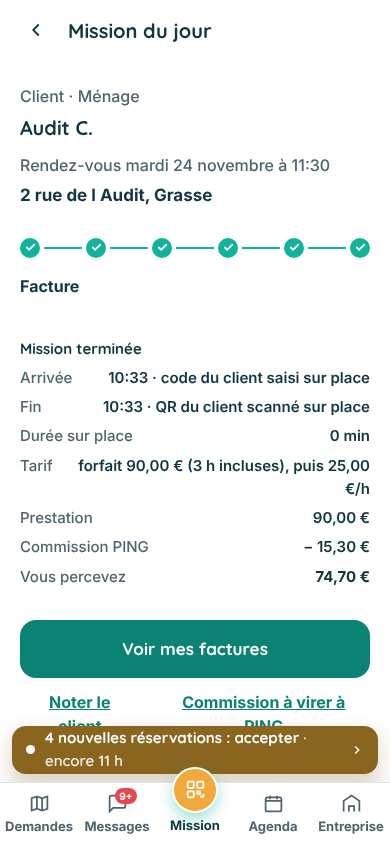 Mission du jour
Client · Ménage
Audit C.
Rendez-vous mardi 24 novembre à 11:30
2 rue de l Audit, Grasse
Facture
Mission terminée
Arrivée 10:33 · code du client saisi sur place
Fin 10:33 · QR du client scanné sur place
Durée sur place 0 min
Tarif forfait 90,00 € (3 h incluses), puis 25,00
€/h
Prestation 90,00 €
Commission PING − 15,30 €
Vous percevez 74,70 €
Voir mes factures
Noter le Commission à virer à
client PING
4 nouvelles réservations : accepter ·
encore 11 h
9+
Demandes Messages Mission Agenda Entreprise